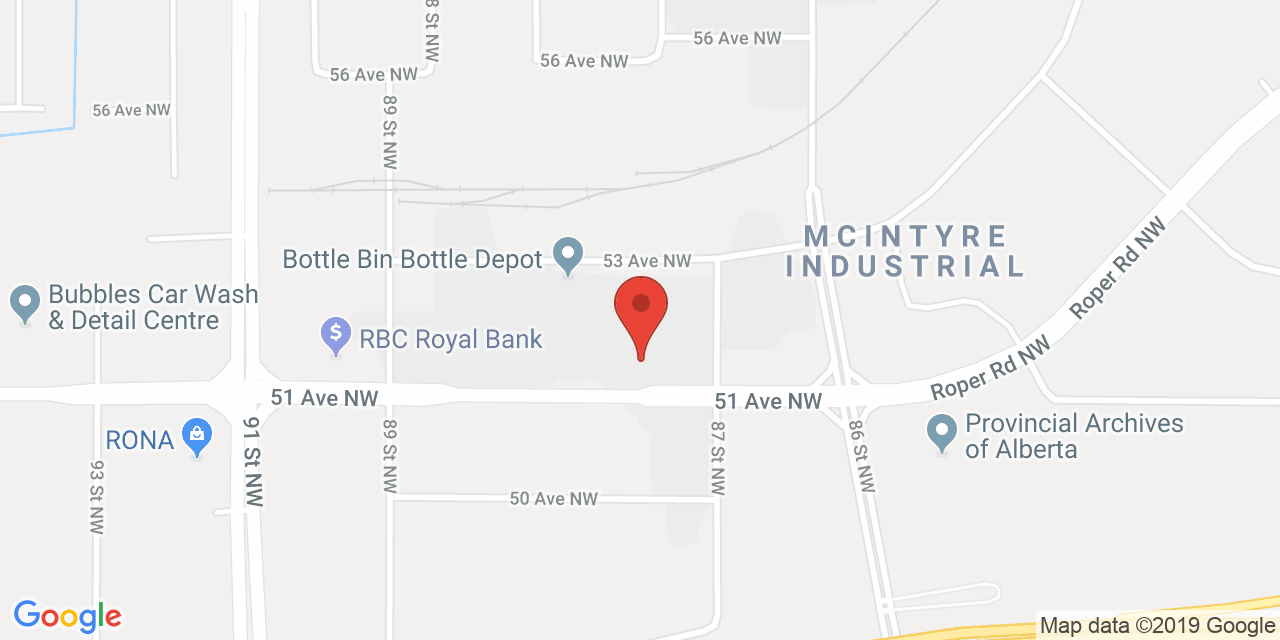 8 St NW
56 Ave NW
56 Ave NW
56 Ave NW
56 Ave NW
89 St NW
MCINTYRE
INDUSTRIAL
Roper Rd NW
Bottle Bin Bottle Depot
53 Ave NW
Bubbles Car Wash
& Detail Centre
$ RBC Royal Bank
Roper Rd NW
51 Ave NW
51 Ave NW
RONA
91 St NW
89 St NW
87 St NW
86 St NW
Provincial Archives
of Alberta
93 St NW
50 Ave NW
Google
Map data ©2019 Google